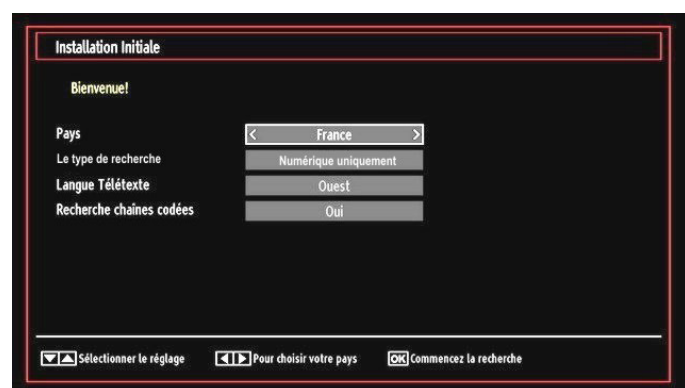 Installation Initiale
Bienvenue!
Pays < France >
Le type de recherche Numérique uniquement
Langue Télétexte Ouest
Recherche chaînes codées Oui
Sélectionner le réglage Pour choisir votre pays OK Commencez la recherche